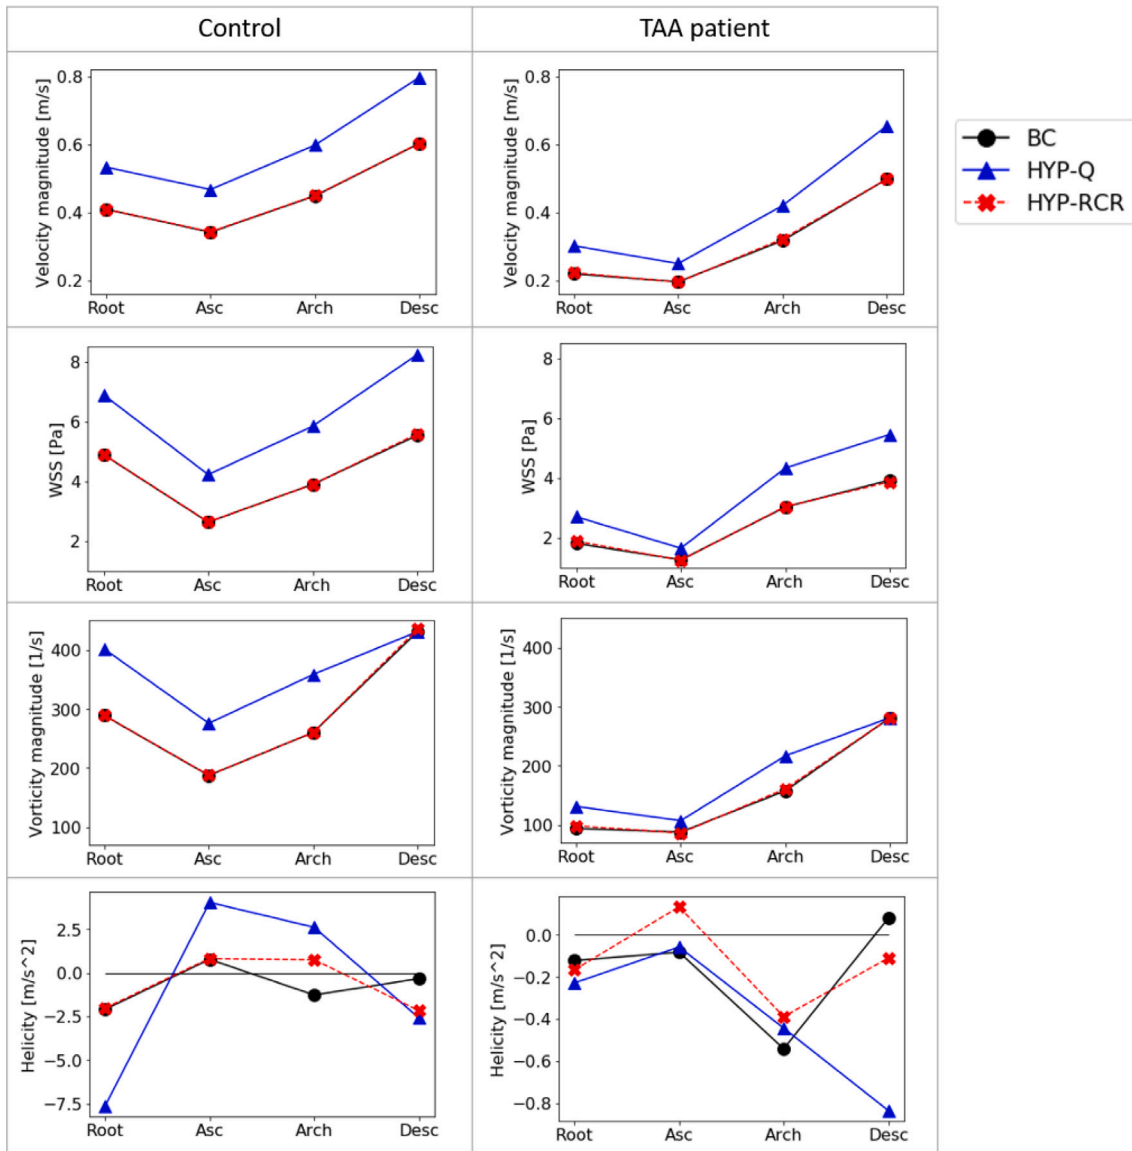 Control
TAA patient
Velocity magnitude [m/s]
0.8
0.6
0.4
0.2
Root Asc Arch Desc
Velocity magnitude [m/s]
0.8
0.6
0.4
0.2
Root Asc Arch Desc
BC
HYP-Q
HYP-RCR
WSS [Pa]
8
6
4
2
Root Asc Arch Desc
WSS [Pa]
8
6
4
2
Root Asc Arch Desc
Vorticity magnitude [1/s]
400
300
200
100
Root Asc Arch Desc
Vorticity magnitude [1/s]
400
300
200
100
Root Asc Arch Desc
Helicity [m/s^2]
2.5
0.0
−2.5
−5.0
−7.5
Root Asc Arch Desc
Helicity [m/s^2]
0.0
−0.2
−0.4
−0.6
−0.8
Root Asc Arch Desc